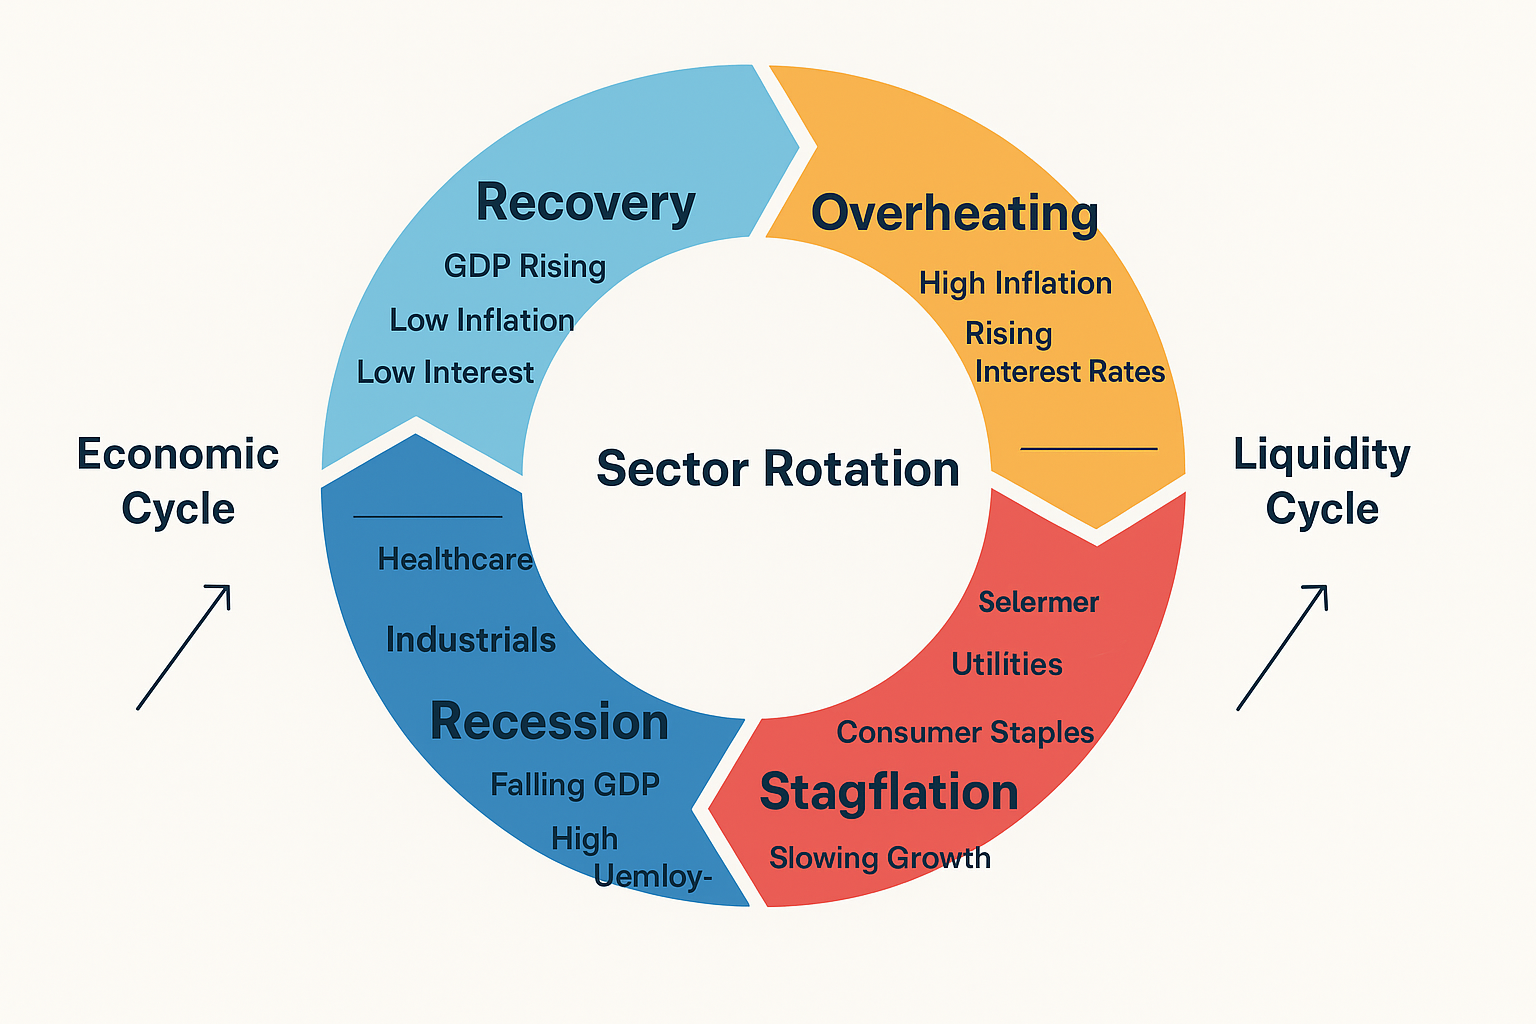 Recovery
GDP Rising
Low Inflation
Low Interest
Overheating
High Inflation
Rising
Interest Rates
Economic
Cycle
Sector Rotation
Liquidity
Cycle
Healthcare
Industrials
Recession
Falling GDP
High
Uemloy-
Selermer
Utilities
Consumer Staples
Stagflation
Slowing Growth